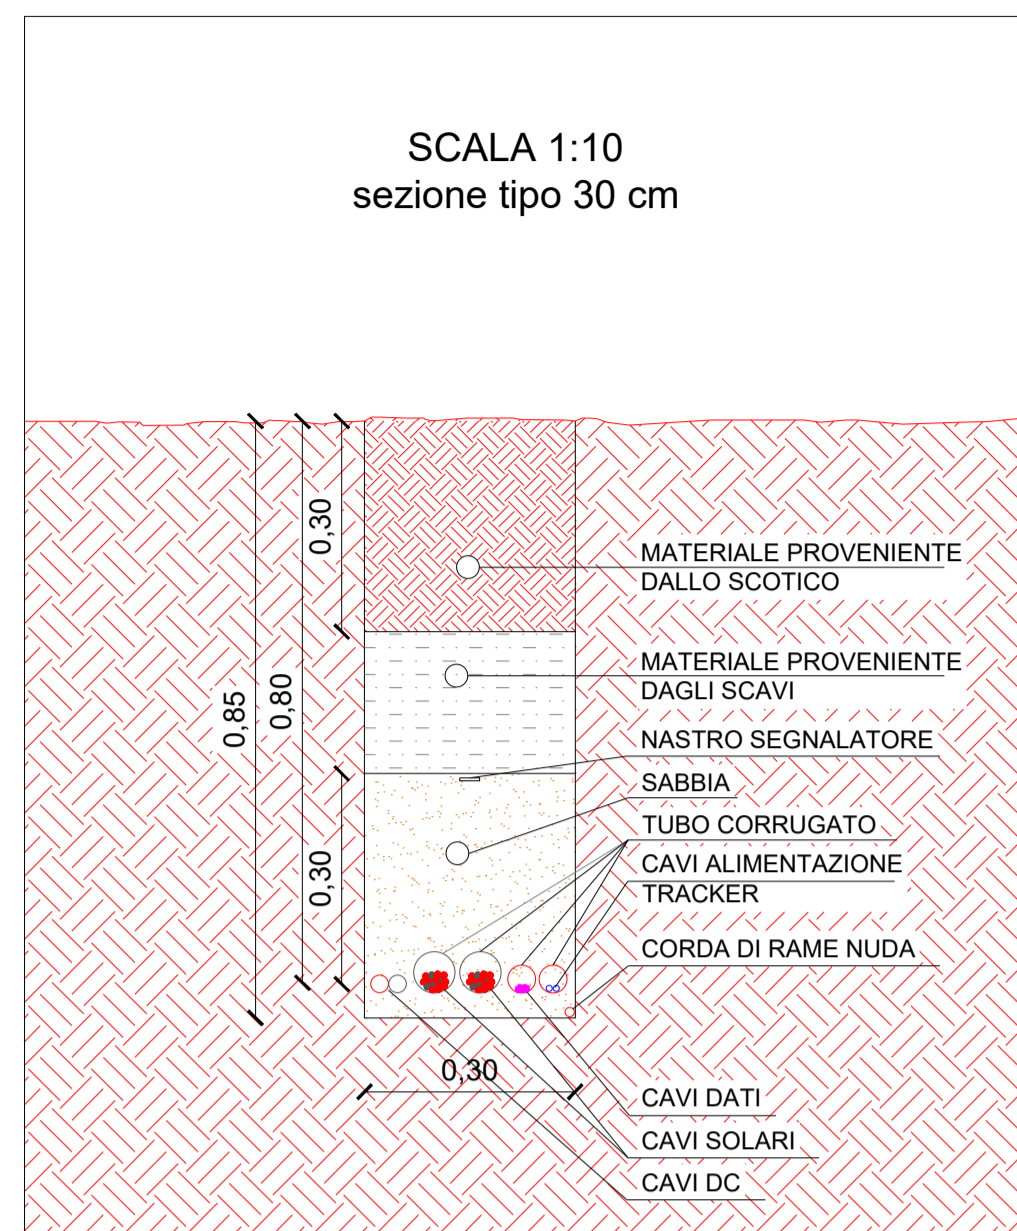 SCALA 1:10
sezione tipo 30 cm
0,30
MATERIALE PROVENIENTE
DALLO SCOTICO
MATERIALE PROVENIENTE
DAGLI SCAVI
0,85
0,80
NASTRO SEGNALATORE
SABBIA
TUBO CORRUGATO
0,30
CAVI ALIMENTAZIONE
TRACKER
CORDA DI RAME NUDA
0,30
CAVI DATI
CAVI SOLARI
CAVI DC